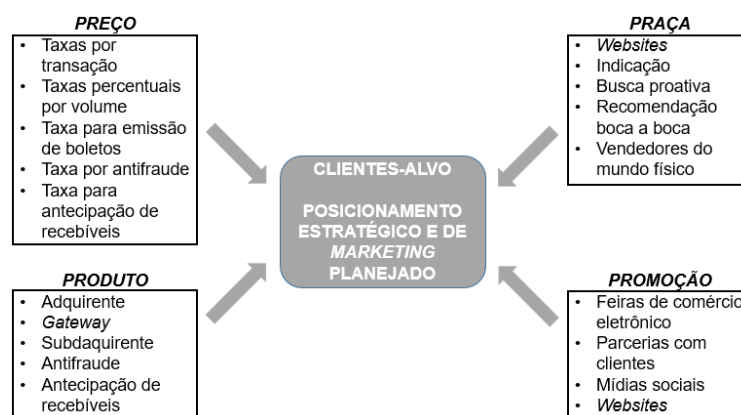 PREÇO
• Taxas por
transação
• Taxas percentuais
por volume
• Taxa para emissão
de boletos
• Taxa por antifraude
• Taxa para
antecipação de
recebíveis
PRAÇA
• Websites
• Indicação
• Busca proativa
• Recomendação
boca a boca
• Vendedores do
mundo físico
CLIENTES-ALVO
POSICIONAMENTO
ESTRATÉGICO E DE
MARKETING
PLANEJADO
PRODUTO
• Adquirente
• Gateway
• Subdaquirente
• Antifraude
• Antecipação de
recebíveis
PROMOÇÃO
• Feiras de comércio
eletrônico
• Parcerias com
clientes
• Mídias sociais
• Websites